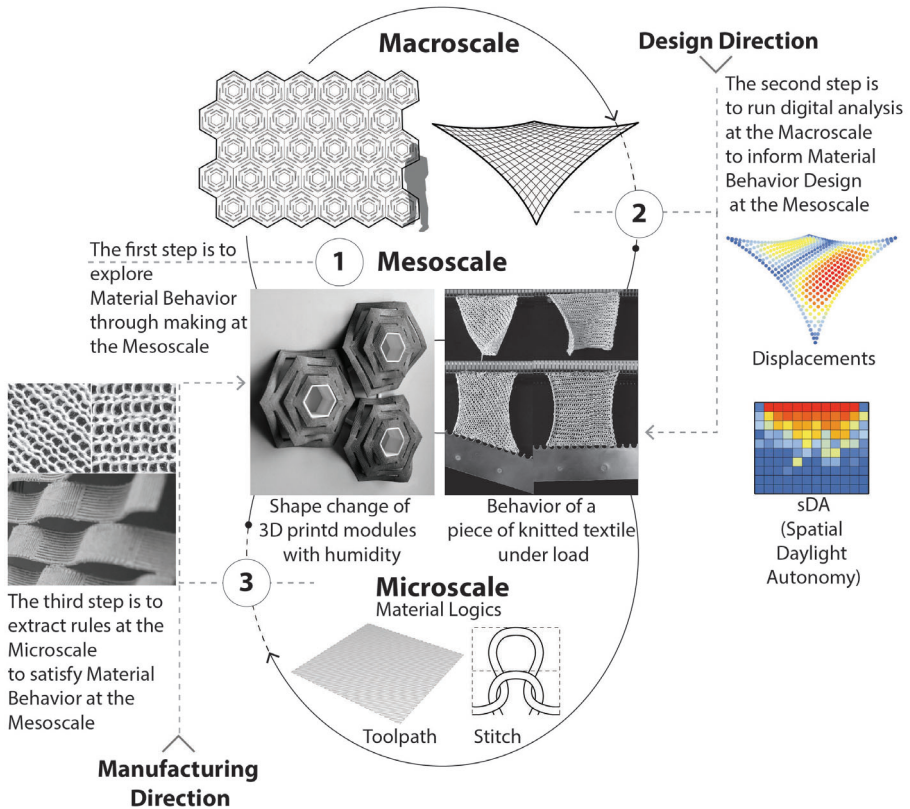 Macroscale
Design Direction
The second step is
to run digital analysis
at the Macroscale
to inform Material
Behavior Design
at the Mesoscale
2
The first step is to
explore
Material Behavior
through making at
the Mesoscale
1
Mesoscale
Displacements
Shape change of
3D printd modules
with humidity
Behavior of a
piece of knitted textile
under load
sDA
(Spatial
Daylight
Autonomy)
3
Microscale
Material Logics
The third step is to
extract rules at the
Microscale
to satisfy Material
Behavior at the
Mesoscale
Toolpath
Stitch
Manufacturing
Direction